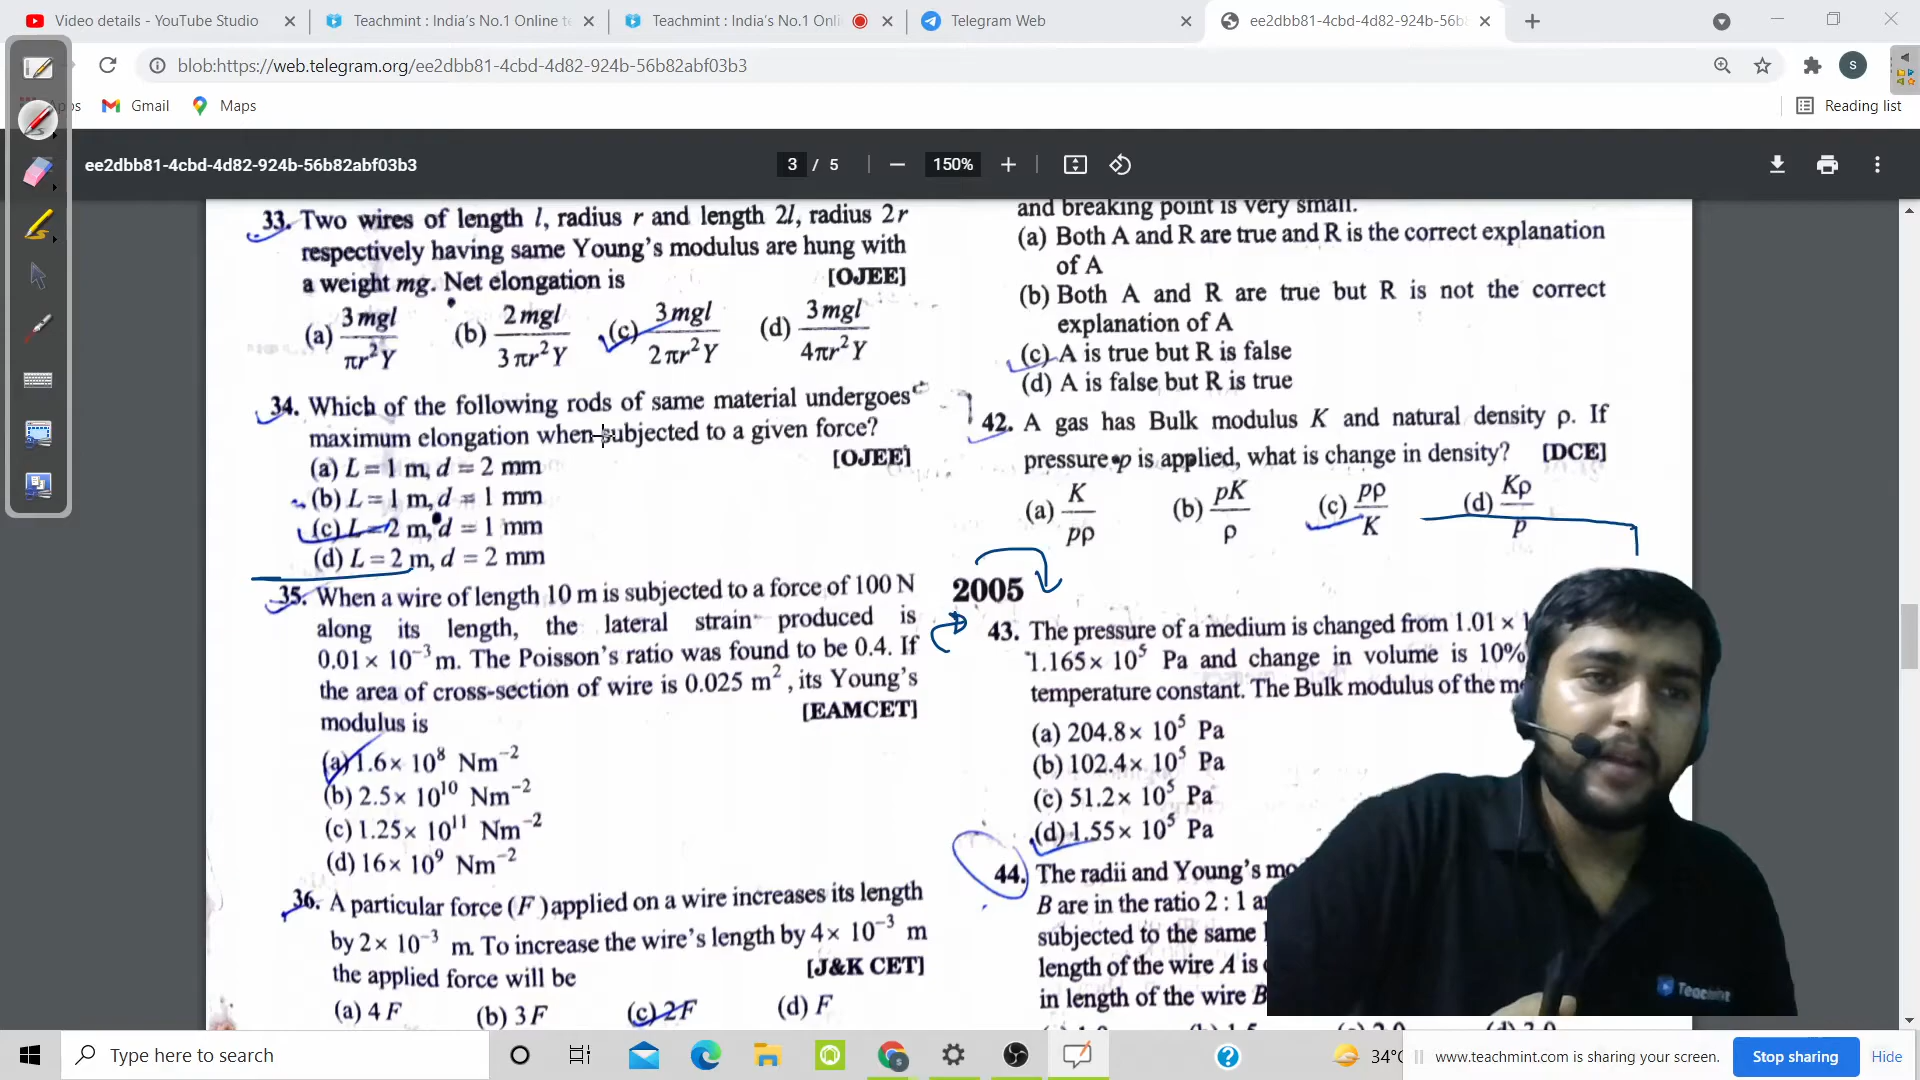 Video details - YouTube Studio
Teachmint : India's No.1 Online te
Teachmint : India's No.1 Onli
Telegram Web
ee2dbb81-4cbd-4d82-924b-56b
blob:https://web.telegram.org/ee2dbb81-4cbd-4d82-924b-56b82abf03b3
S
Gmail
Maps
Reading list
ee2dbb81-4cbd-4d82-924b-56b82abf03b3
3 / 5
150%
33. Two wires of length l, radius r and length 2l, radius 2r
respectively having same Young's modulus are hung with
a weight mg. Net elongation is [OJEE]
(a) 3mgl/πr²Y (b) 2mgl/3πr²Y (c) 3mgl/2πr²Y (d) 3mgl/4πr²Y
34. Which of the following rods of same material undergoes
maximum elongation when subjected to a given force?
[OJEE]
(a) L = 1 m, d = 2 mm
(b) L = 1 m, d = 1 mm
(c) L = 2 m, d = 1 mm
(d) L = 2 m, d = 2 mm
35. When a wire of length 10 m is subjected to a force of 100 N
along its length, the lateral strain produced is
0.01 × 10⁻³ m. The Poisson's ratio was found to be 0.4. If
the area of cross-section of wire is 0.025 m², its Young's
modulus is [EAMCET]
(a) 1.6 × 10⁸ Nm⁻²
(b) 2.5 × 10¹⁰ Nm⁻²
(c) 1.25 × 10¹¹ Nm⁻²
(d) 16 × 10⁹ Nm⁻²
36. A particular force (F) applied on a wire increases its length
by 2 × 10⁻³ m. To increase the wire's length by 4 × 10⁻³ m
the applied force will be [J&K CET]
(a) 4F (b) 3F (c) 2F (d) F
and breaking point is very small.
(a) Both A and R are true and R is the correct explanation
of A
(b) Both A and R are true but R is not the correct
explanation of A
(c) A is true but R is false
(d) A is false but R is true
42. A gas has Bulk modulus K and natural density ρ. If
pressure p is applied, what is change in density? [DCE]
(a) K/pρ (b) pK/ρ (c) pρ/K (d) Kρ/p
2005
43. The pressure of a medium is changed from 1.01 × 1
1.165 × 10⁵ Pa and change in volume is 10%
temperature constant. The Bulk modulus of the m
(a) 204.8 × 10⁵ Pa
(b) 102.4 × 10⁵ Pa
(c) 51.2 × 10⁵ Pa
(d) 1.55 × 10⁵ Pa
44. The radii and Young's mo
B are in the ratio 2 : 1 a
subjected to the same
length of the wire A is
in length of the wire B
Teachmint
Type here to search
34°C
www.teachmint.com is sharing your screen.
Stop sharing
Hide